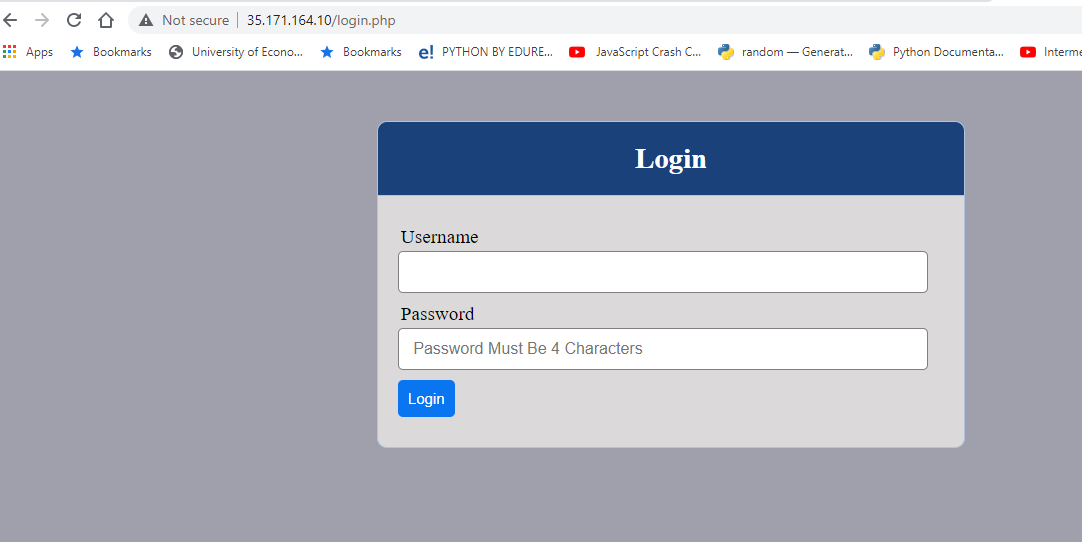 Not secure | 35.171.164.10/login.php
Apps Bookmarks University of Econo... Bookmarks e! PYTHON BY EDURE... JavaScript Crash C... random — Generat... Python Documenta... Interme
Login
Username
Password
Password Must Be 4 Characters
Login